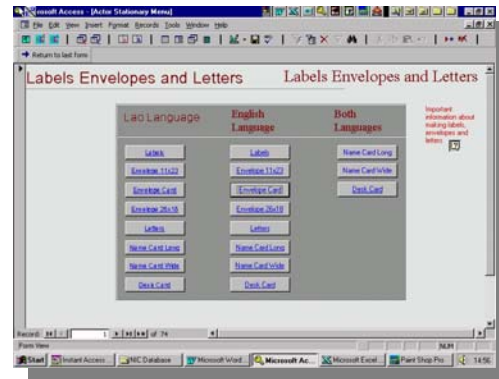 Microsoft Access - [Actor Stationary Menu]
File Edit View Insert Format Records Tools Window Help
Return to last form
Labels Envelopes and Letters
Labels Envelopes and Letters
Lao Language
English Language
Both Languages
Important information about making labels, envelopes and letters
Labels
Labels
Name Card Long
Envelope 11x22
Envelope 11x22
Name Card Wide
Envelope Card
Envelope Card
Desk Card
Envelope 26x18
Envelope 26x18
Letters
Letters
Name Card Long
Name Card Long
Name Card Wide
Name Card Wide
Desk Card
Desk Card
Record: 1 of 74
Form View
NUM
Start
Instant Access
NIC Database
Microsoft Word
Microsoft Ac...
Microsoft Excel
Paint Shop Pro
14:56